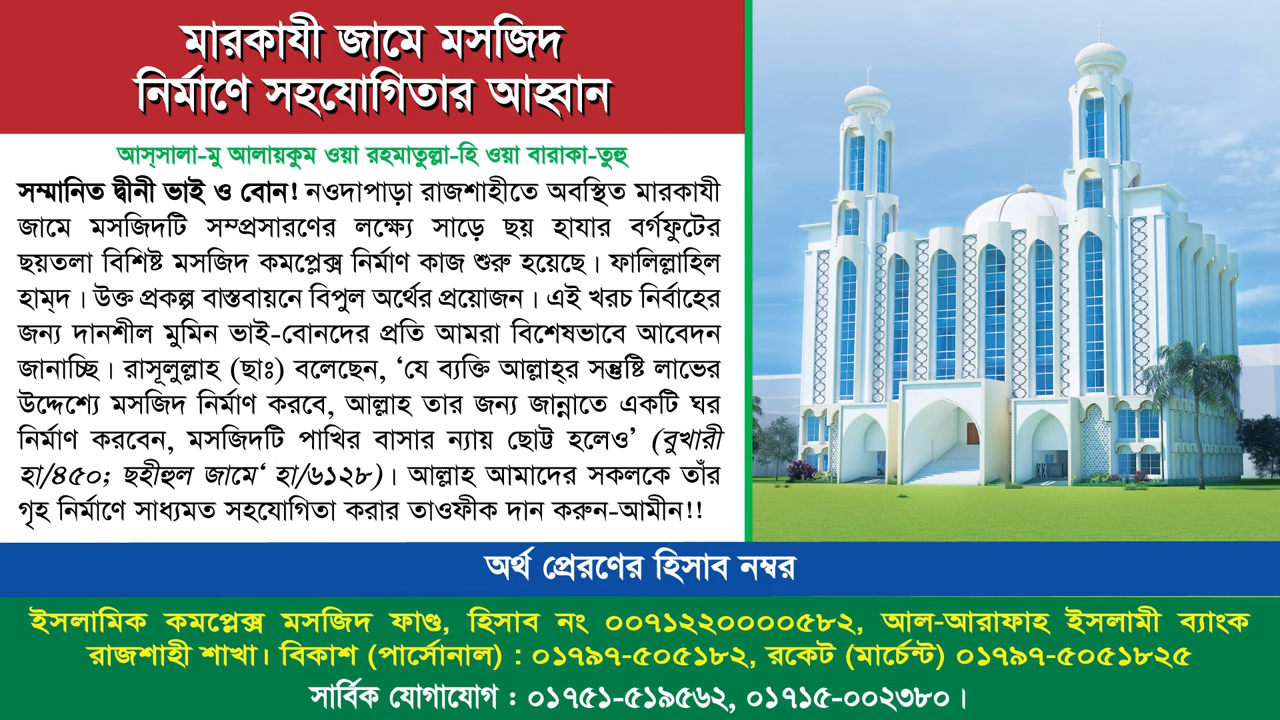 মারকাযী জামে মসজিদ
নির্মাণে সহযোগিতার আহ্বান
আস্সালা-মু আলায়কুম ওয়া রহমাতুল্লা-হি ওয়া বারাকা-তুহু
সম্মানিত দ্বীনী ভাই ও বোন! নওদাপাড়া রাজশাহীতে অবস্থিত মারকাযী
জামে মসজিদটি সম্প্রসারণের লক্ষ্যে সাড়ে ছয় হাযার বর্গফুটের
ছয়তলা বিশিষ্ট মসজিদ কমপ্লেক্স নির্মাণ কাজ শুরু হয়েছে। ফালিল্লাহিল
হাম্দ। উক্ত প্রকল্প বাস্তবায়নে বিপুল অর্থের প্রয়োজন। এই খরচ নির্বাহের
জন্য দানশীল মুমিন ভাই-বোনদের প্রতি আমরা বিশেষভাবে আবেদন
জানাচ্ছি। রাসূলুল্লাহ (ছাঃ) বলেছেন, ‘যে ব্যক্তি আল্লাহ্‌র সন্তুষ্টি লাভের
উদ্দেশ্যে মসজিদ নির্মাণ করবে, আল্লাহ তার জন্য জান্নাতে একটি ঘর
নির্মাণ করবেন, মসজিদটি পাখির বাসার ন্যায় ছোট্ট হলেও’ (বুখারী
হা/৪৫০; ছহীহুল জামে‘ হা/৬১২৮)। আল্লাহ আমাদের সকলকে তাঁর
গৃহ নির্মাণে সাধ্যমত সহযোগিতা করার তাওফীক দান করুন-আমীন!!
অর্থ প্রেরণের হিসাব নম্বর
ইসলামিক কমপ্লেক্স মসজিদ ফাণ্ড, হিসাব নং ০০৭১২২০০০০৫৮২, আল-আরাফাহ ইসলামী ব্যাংক
রাজশাহী শাখা। বিকাশ (পার্সোনাল) : ০১৭৯৭-৫০৫১৮২, রকেট (মার্চেন্ট) ০১৭৯৭-৫০৫১৮২৫
সার্বিক যোগাযোগ : ০১৭৫১-৫১৯৫৬২, ০১৭১৫-০০২৩৮০।